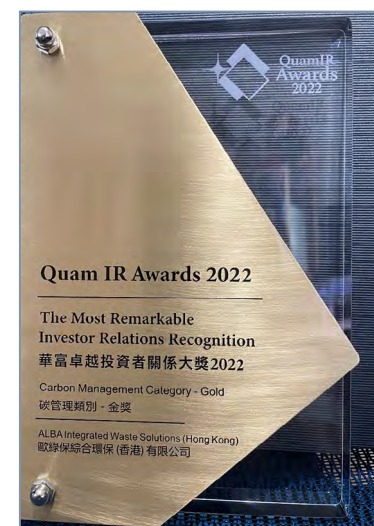 QuamIR
Awards
2022
Quam IR Awards 2022
The Most Remarkable
Investor Relations Recognition
華富卓越投資者關係大獎2022
Carbon Management Category - Gold
碳管理類別 - 金獎
ALBA Integrated Waste Solutions (Hong Kong)
歐綠保綜合環保 (香港) 有限公司